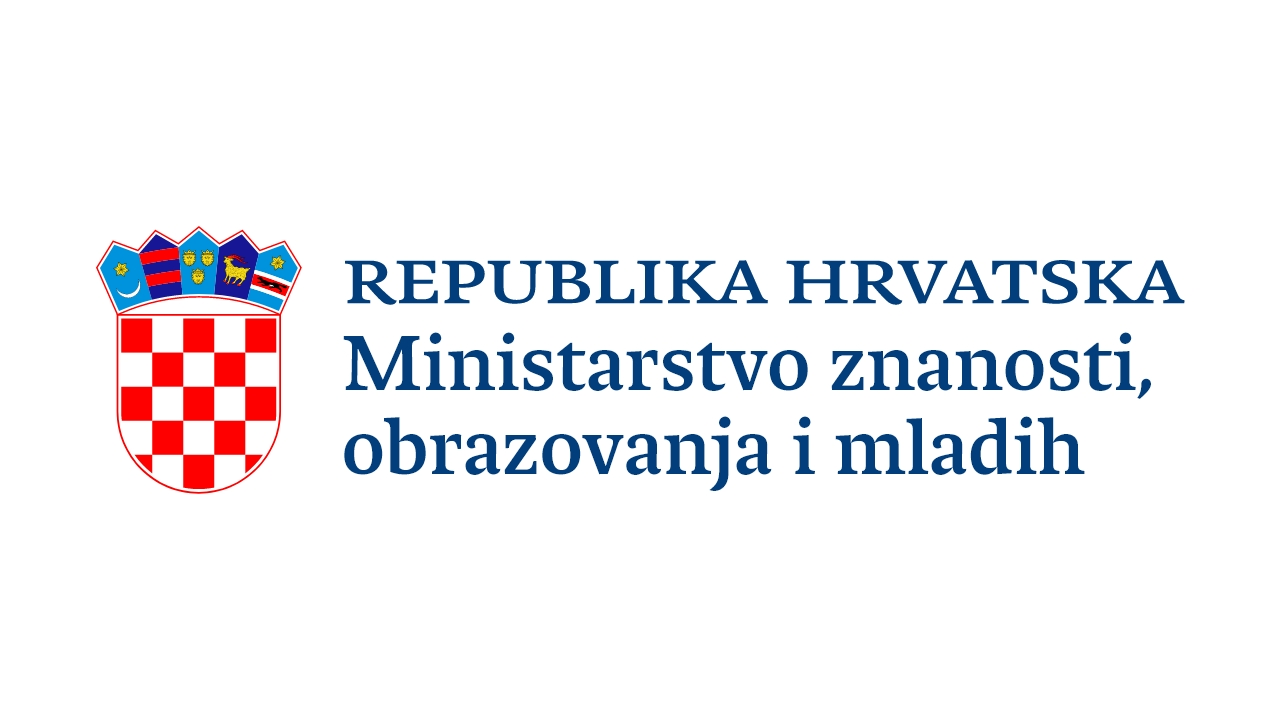 REPUBLIKA HRVATSKA
Ministarstvo znanosti,
obrazovanja i mladih